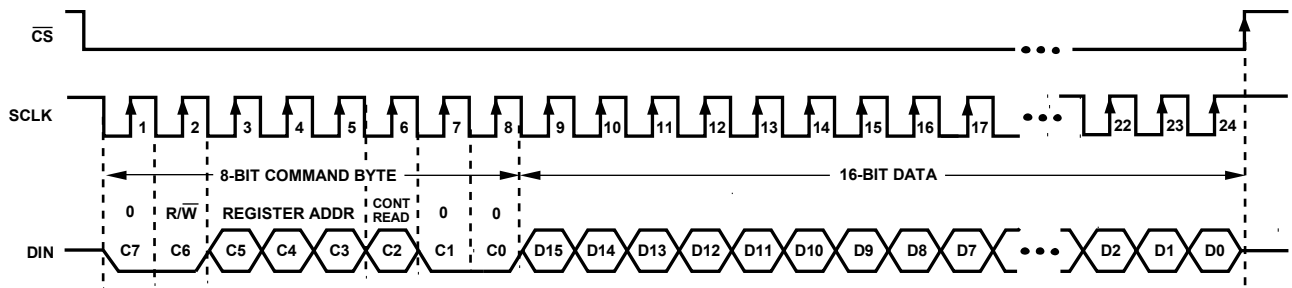 CS
SCLK
1 2 3 4 5 6 7 8 9 10 11 12 13 14 15 16 17 22 23 24
8-BIT COMMAND BYTE 16-BIT DATA
0 R/W REGISTER ADDR CONT READ 0 0
DIN C7 C6 C5 C4 C3 C2 C1 C0 D15 D14 D13 D12 D11 D10 D9 D8 D7 D2 D1 D0